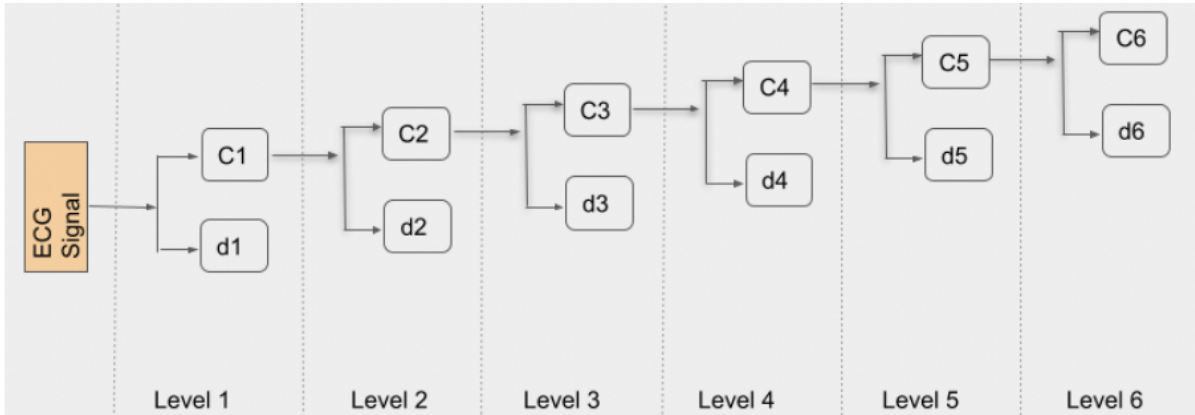 ECG
Signal
C1
d1
C2
d2
C3
d3
C4
d4
C5
d5
C6
d6
Level 1
Level 2
Level 3
Level 4
Level 5
Level 6